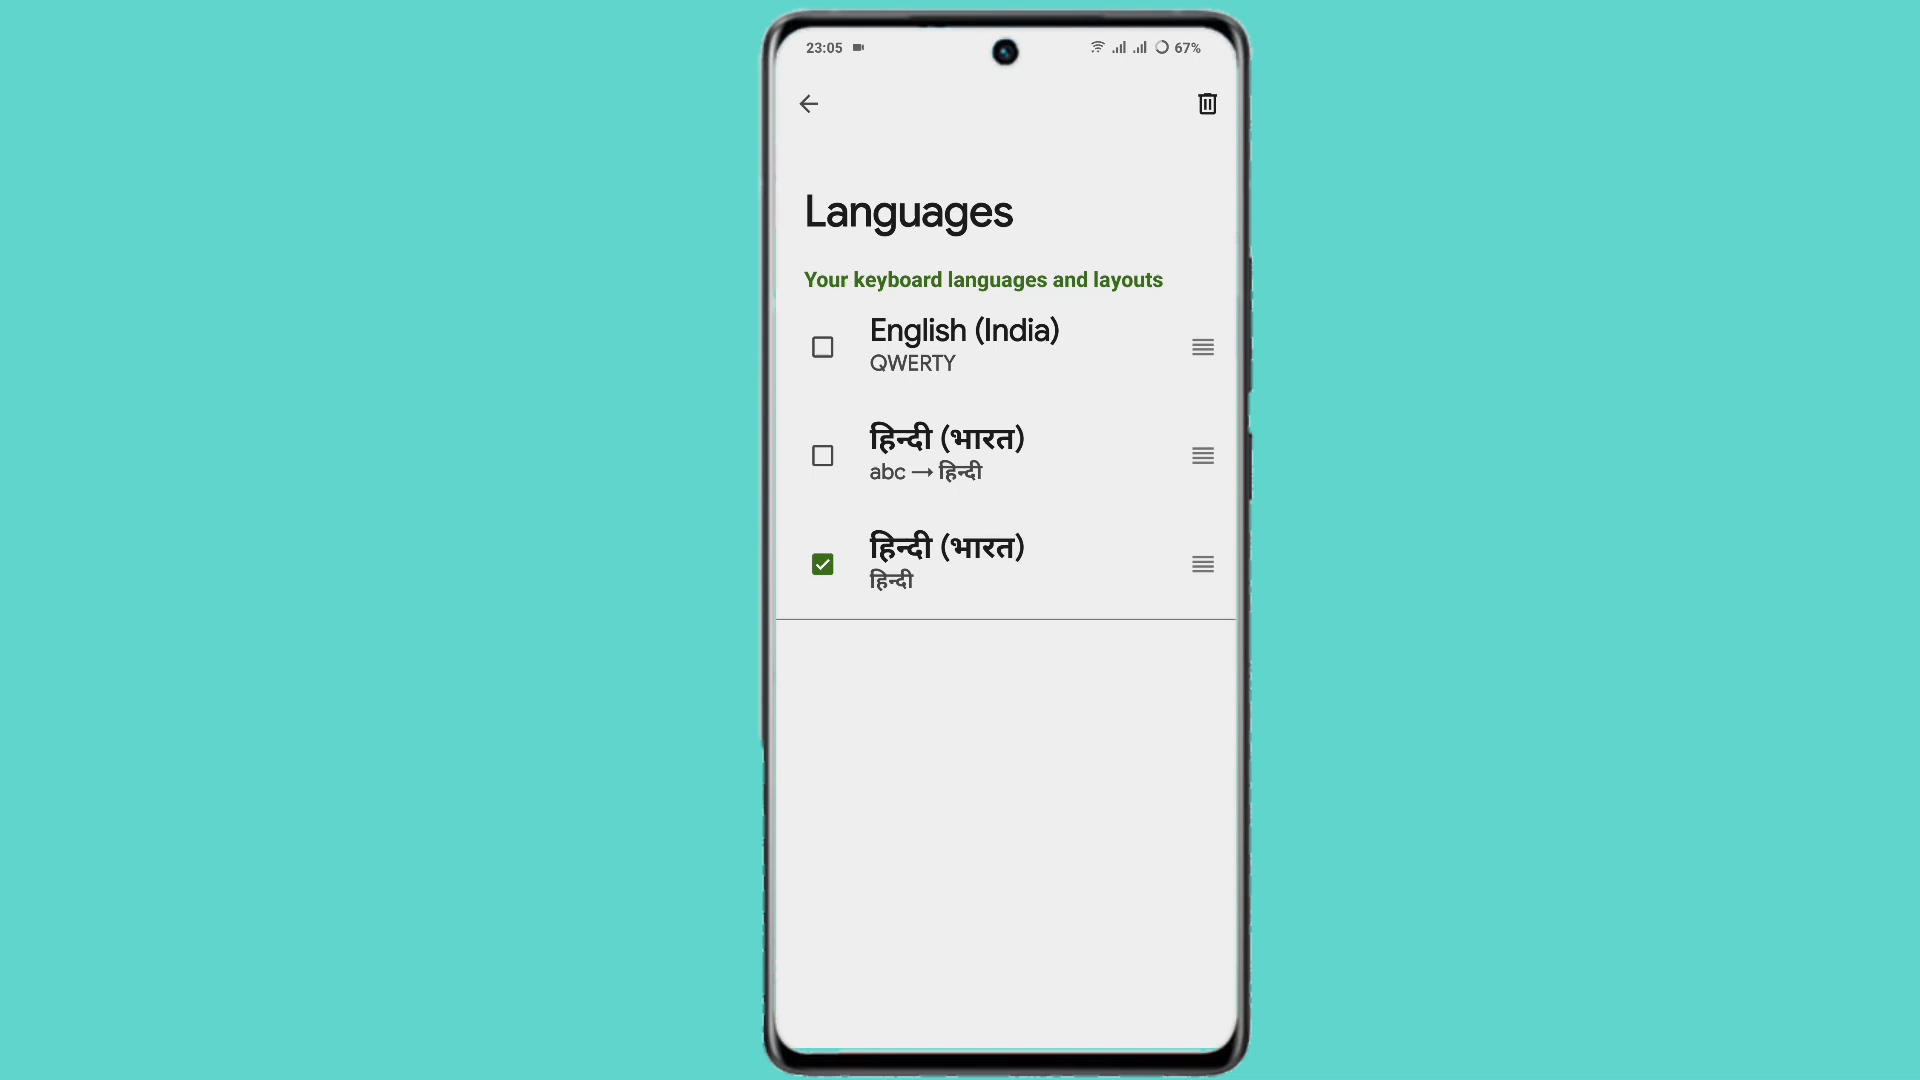 23:05 67%
Languages
Your keyboard languages and layouts
English (India)
QWERTY
हिन्दी (भारत)
abc → हिन्दी
हिन्दी (भारत)
हिन्दी